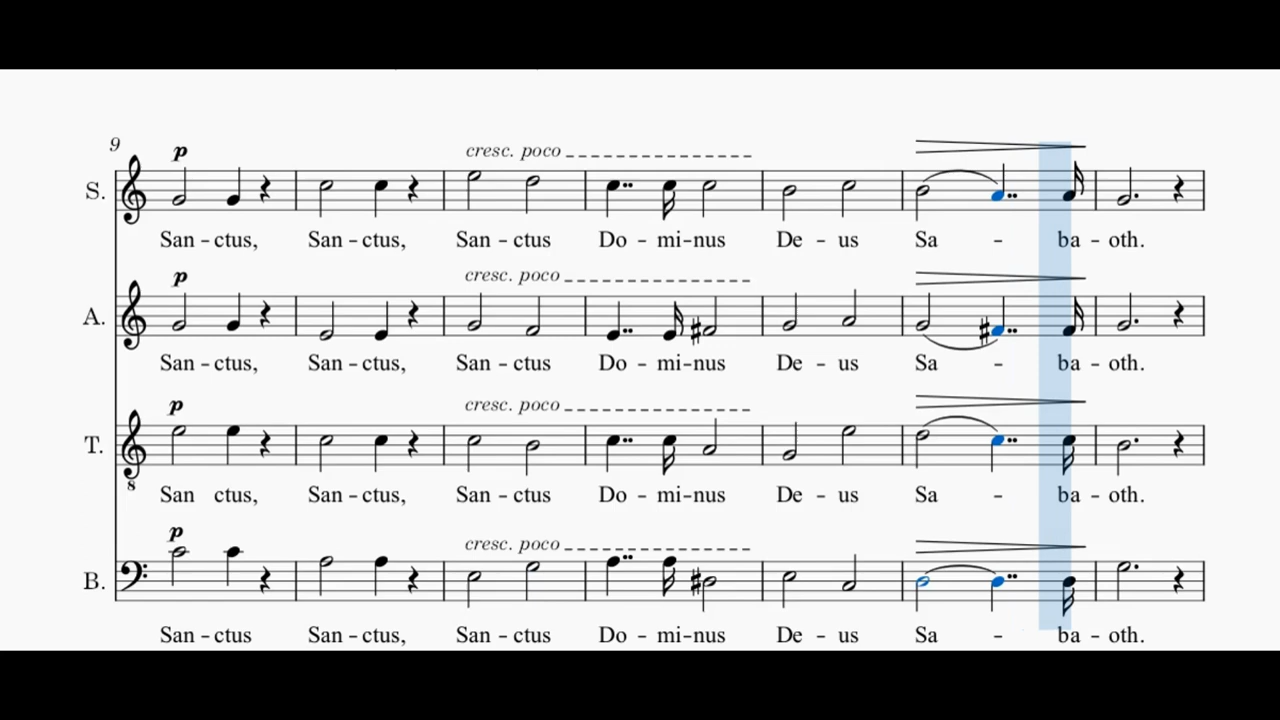 9
p
cresc. poco
S.
San - ctus, San - ctus, San - ctus Do - mi - nus De - us Sa - ba - oth.
p
cresc. poco
A.
San - ctus, San - ctus, San - ctus Do - mi - nus De - us Sa - ba - oth.
p
cresc. poco
T.
8
San ctus, San - ctus, San - ctus Do - mi - nus De - us Sa - ba - oth.
p
cresc. poco
B.
San - ctus San - ctus, San - ctus Do - mi - nus De - us Sa - ba - oth.